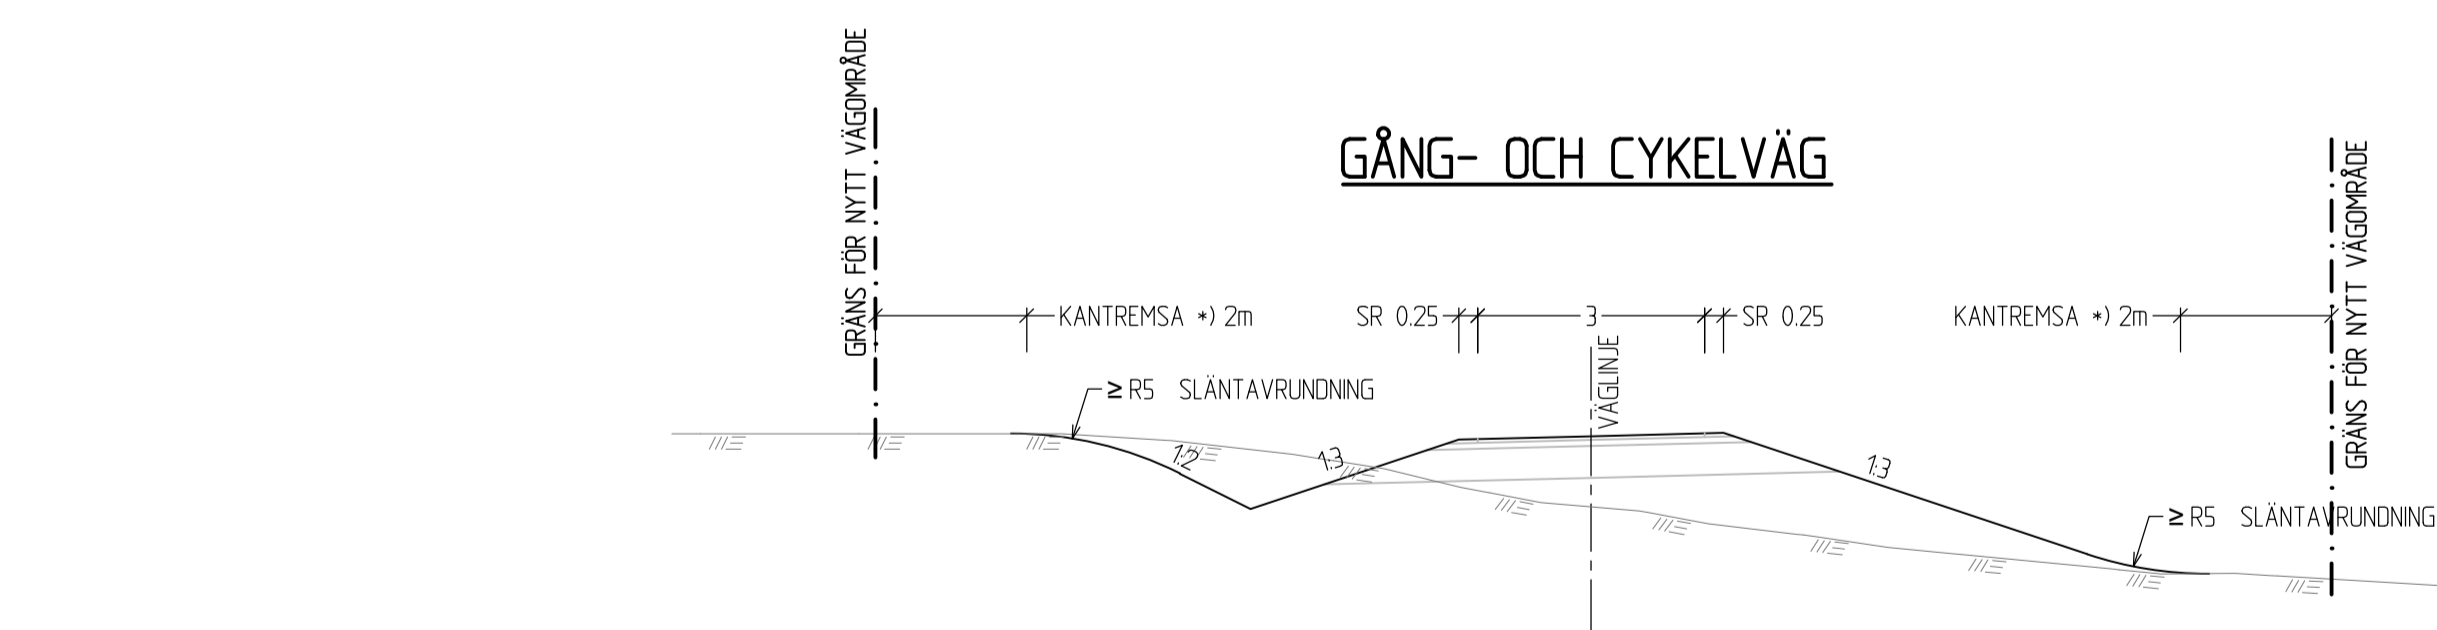 GRÄNS FÖR NYTT VÄGOMRÅDE
GÅNG- OCH CYKELVÄG
GRÄNS FÖR NYTT VÄGOMRÅDE
KANTREMSA *) 2m
SR 0.25
3
SR 0.25
KANTREMSA *) 2m
VÄGLINJE
≥ R5 SLÄNTAVRUNDNING
1:2
1:3
1:3
≥ R5 SLÄNTAVRUNDNING